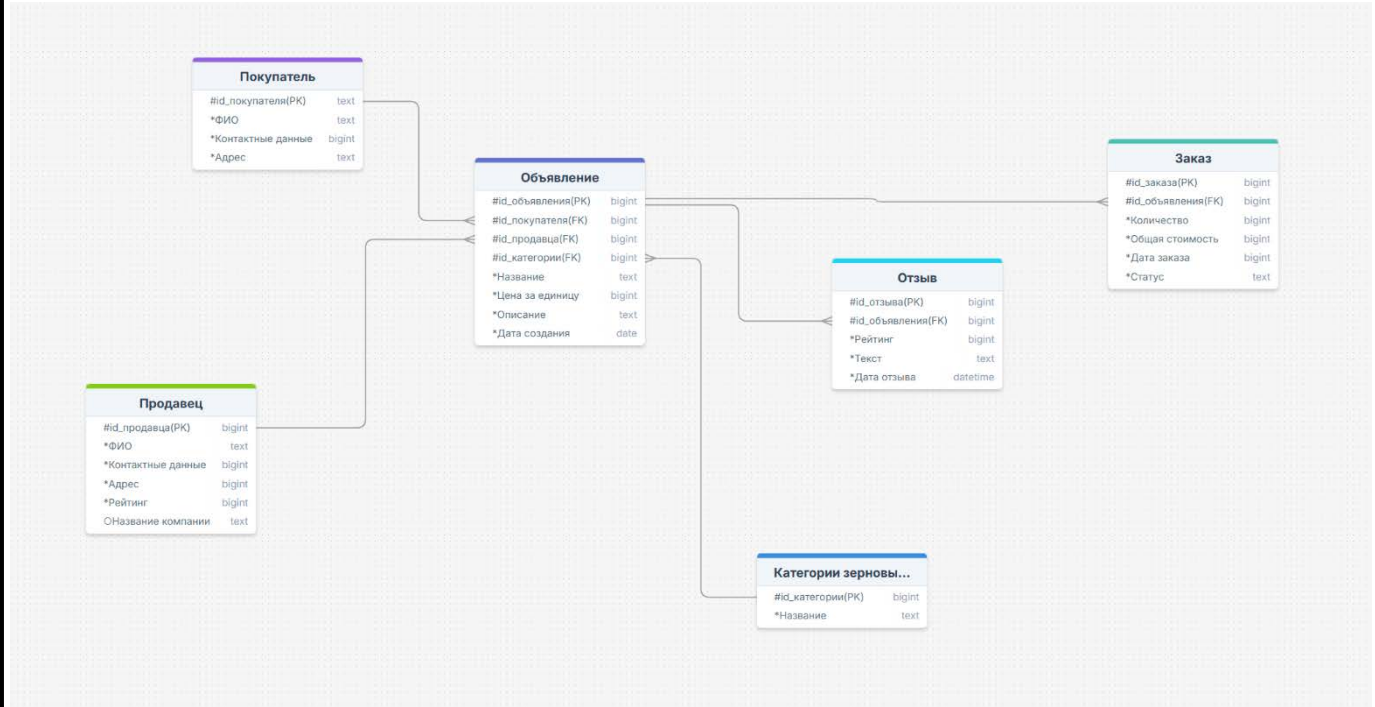 Покупатель
#id_покупателя(PK) text
*ФИО text
*Контактные данные bigint
*Адрес text
Объявление
#id_объявления(PK) bigint
#id_покупателя(FK) bigint
#id_продавца(FK) bigint
#id_категории(FK) bigint
*Название text
*Цена за единицу bigint
*Описание text
*Дата создания date
Заказ
#id_заказа(PK) bigint
#id_объявления(FK) bigint
*Количество bigint
*Общая стоимость bigint
*Дата заказа bigint
*Статус text
Отзыв
#id_отзыва(PK) bigint
#id_объявления(FK) bigint
*Рейтинг bigint
*Текст text
*Дата отзыва datetime
Продавец
#id_продавца(PK) bigint
*ФИО text
*Контактные данные bigint
*Адрес bigint
*Рейтинг bigint
OНазвание компании text
Категории зерновы...
#id_категории(PK) bigint
*Название text